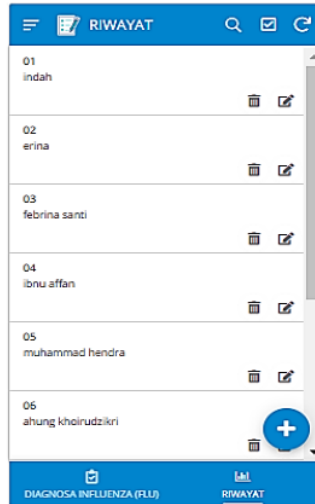 RIWAYAT
01
indah
02
erina
03
febrina santi
04
ibnu affan
05
muhammad hendra
06
ahung khoirudzikri
DIAGNOSA INFLUENZA (FLU)
RIWAYAT